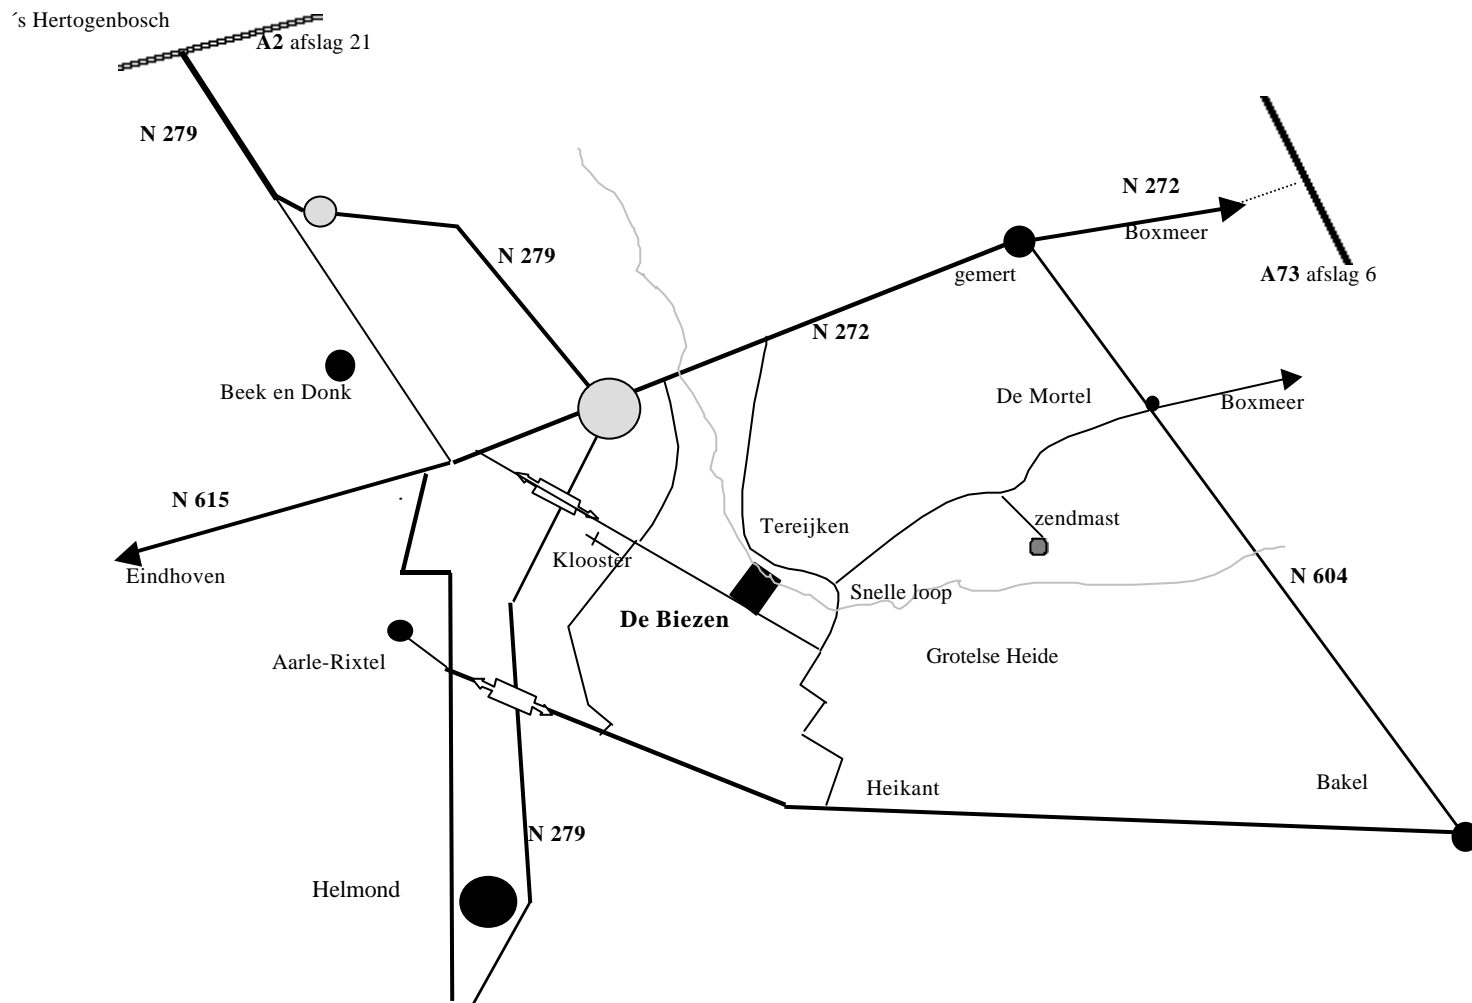 ´s Hertogenbosch
A2 afslag 21
N 279
N 272
Boxmeer
N 279
gemert
A73 afslag 6
N 272
Beek en Donk
De Mortel
Boxmeer
N 615
Tereijken
zendmast
Klooster
Eindhoven
N 604
Snelle loop
De Biezen
Aarle-Rixtel
Grotelse Heide
Heikant
Bakel
N 279
Helmond